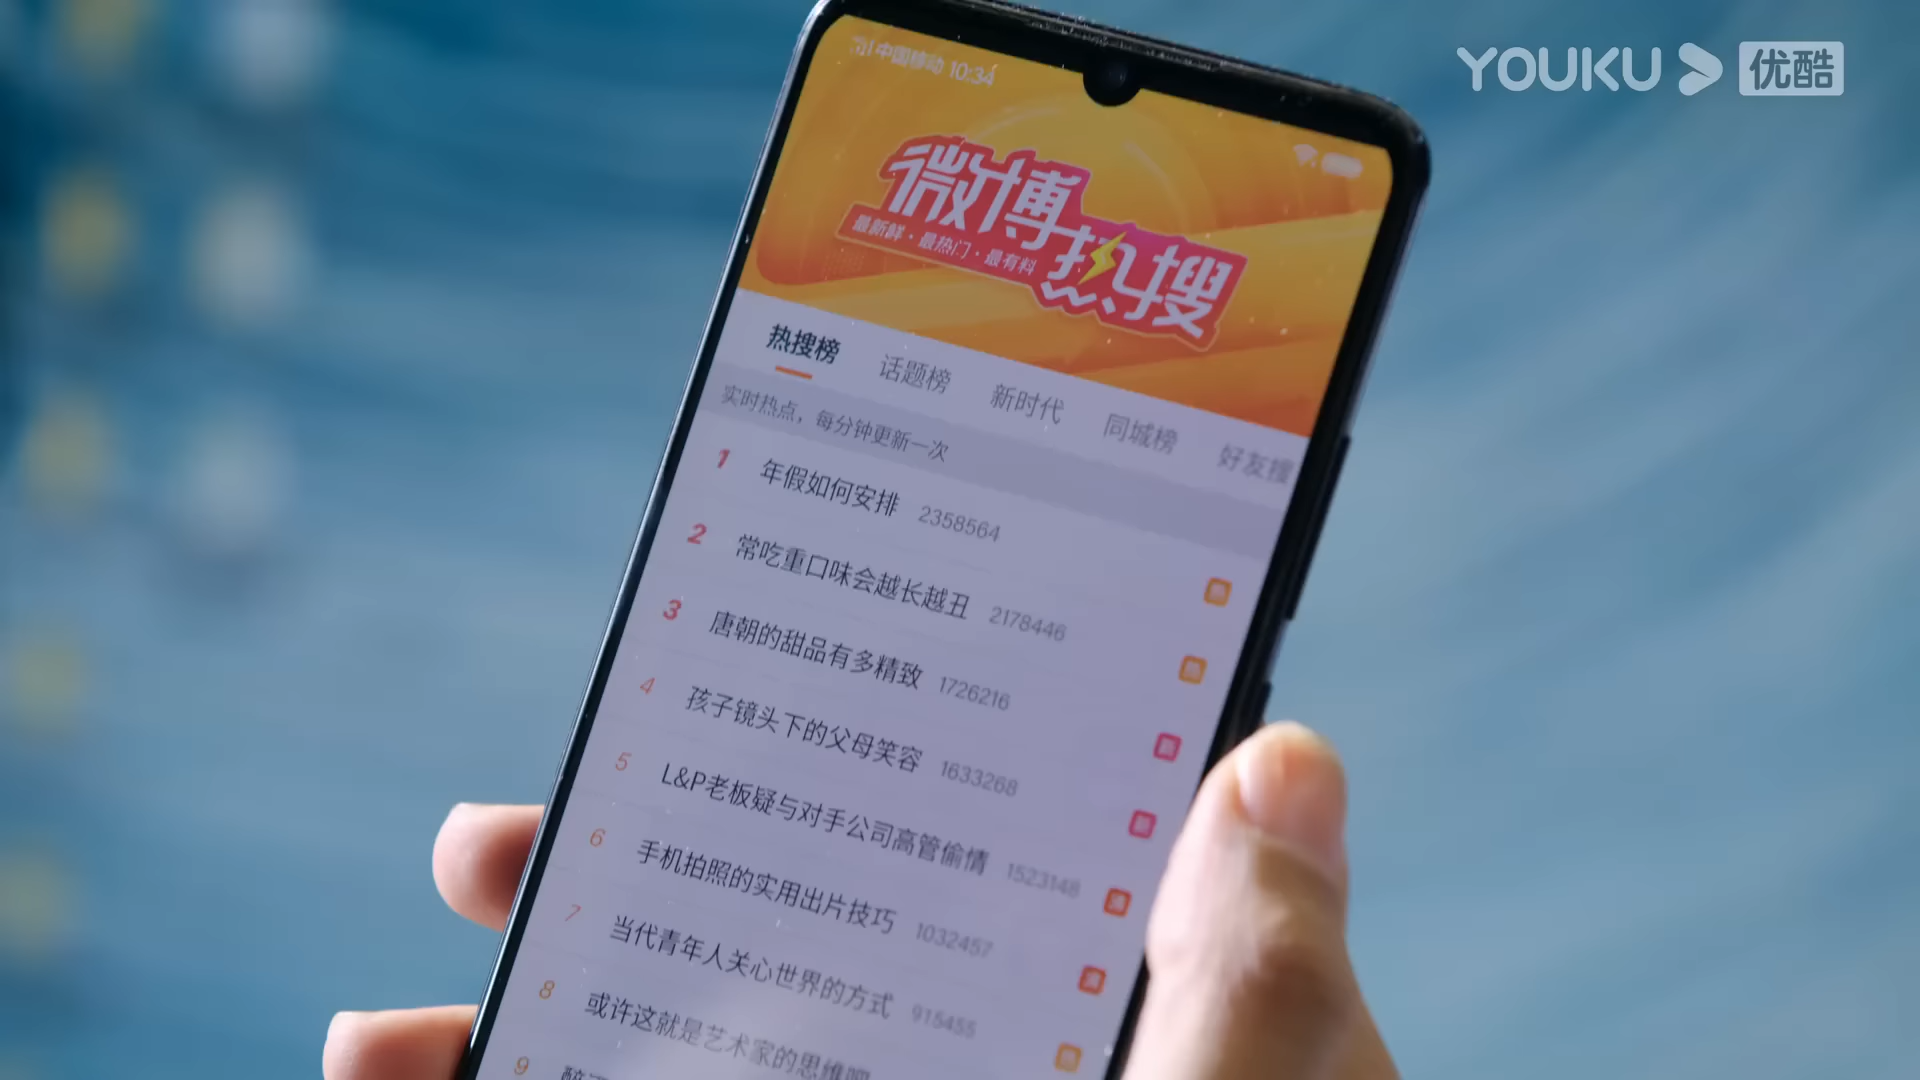 YOUKU 优酷
中国移动 10:34
微博热搜
最新鲜·最热门·最有料
热搜榜 话题榜 新时代 同城榜 好友搜
实时热点，每分钟更新一次
1 年假如何安排 2358564
2 常吃重口味会越长越丑 2178446
3 唐朝的甜品有多精致 1726216
4 孩子镜头下的父母笑容 1633268
5 L&P老板疑与对手公司高管偷情 1523148
6 手机拍照的实用出片技巧 1032457
7 当代青年人关心世界的方式 915455
8 或许这就是艺术家的思维吧
9